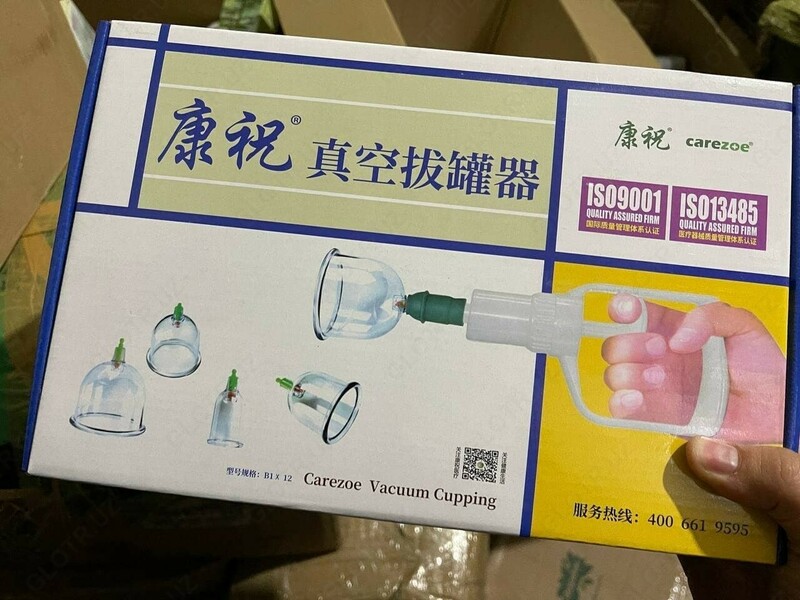 康祝®
真空拔罐器
康祝® carezoe®
ISO9001
QUALITY ASSURED FIRM
国际质量管理体系认证
ISO13485
QUALITY ASSURED FIRM
医疗器械质量管理体系认证
型号规格：B1 X 12
Carezoe Vacuum Cupping
服务热线：400 661 9595